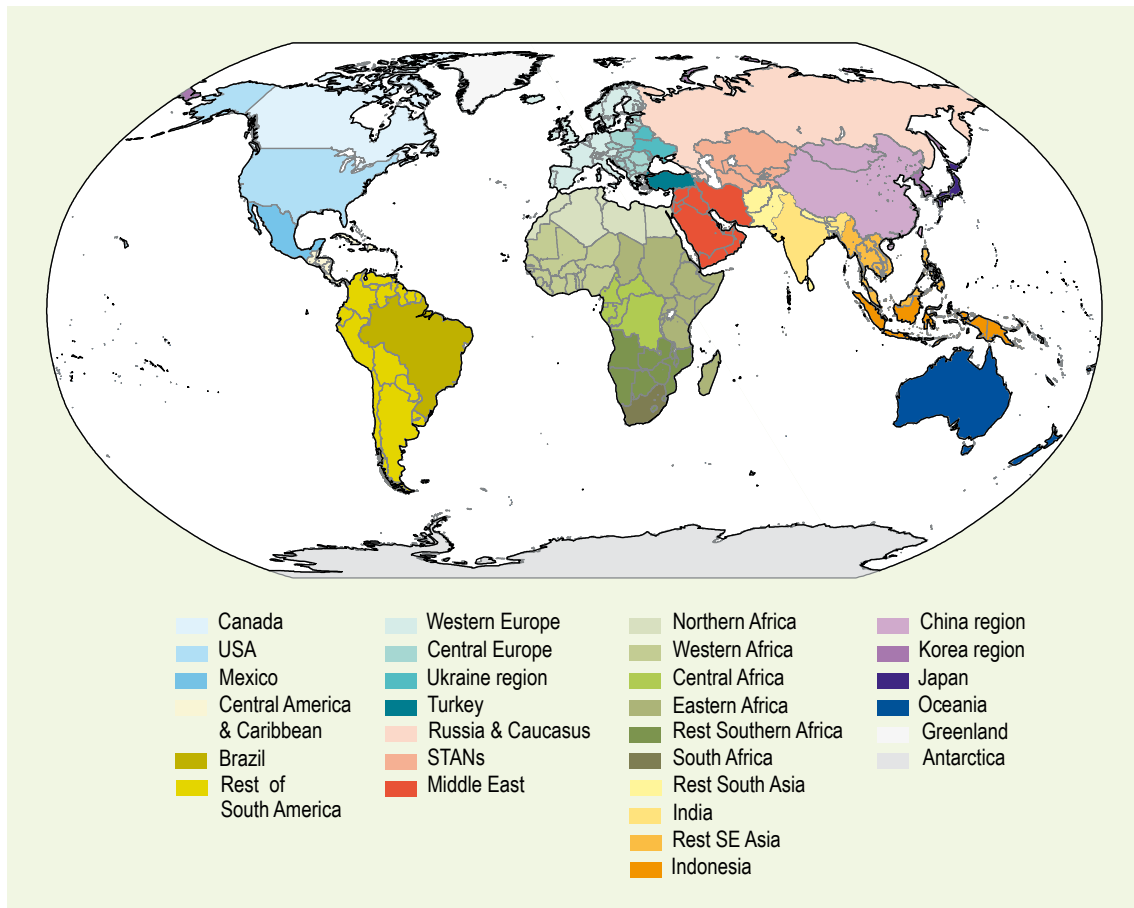 Canada
USA
Mexico
Central America
& Caribbean
Brazil
Rest of
South America
Western Europe
Central Europe
Ukraine region
Turkey
Russia & Caucasus
STANs
Middle East
Northern Africa
Western Africa
Central Africa
Eastern Africa
Rest Southern Africa
South Africa
Rest South Asia
India
Rest SE Asia
Indonesia
China region
Korea region
Japan
Oceania
Greenland
Antarctica